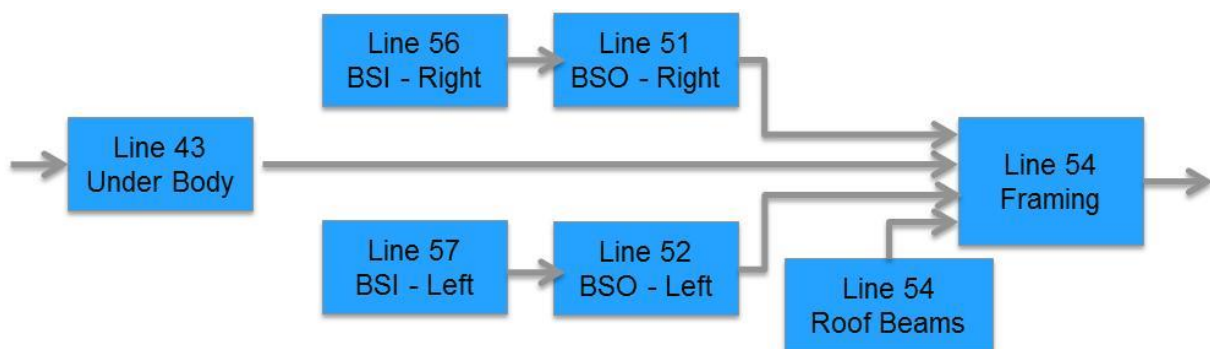 Line 56
BSI - Right
Line 51
BSO - Right
Line 43
Under Body
Line 54
Framing
Line 57
BSI - Left
Line 52
BSO - Left
Line 54
Roof Beams